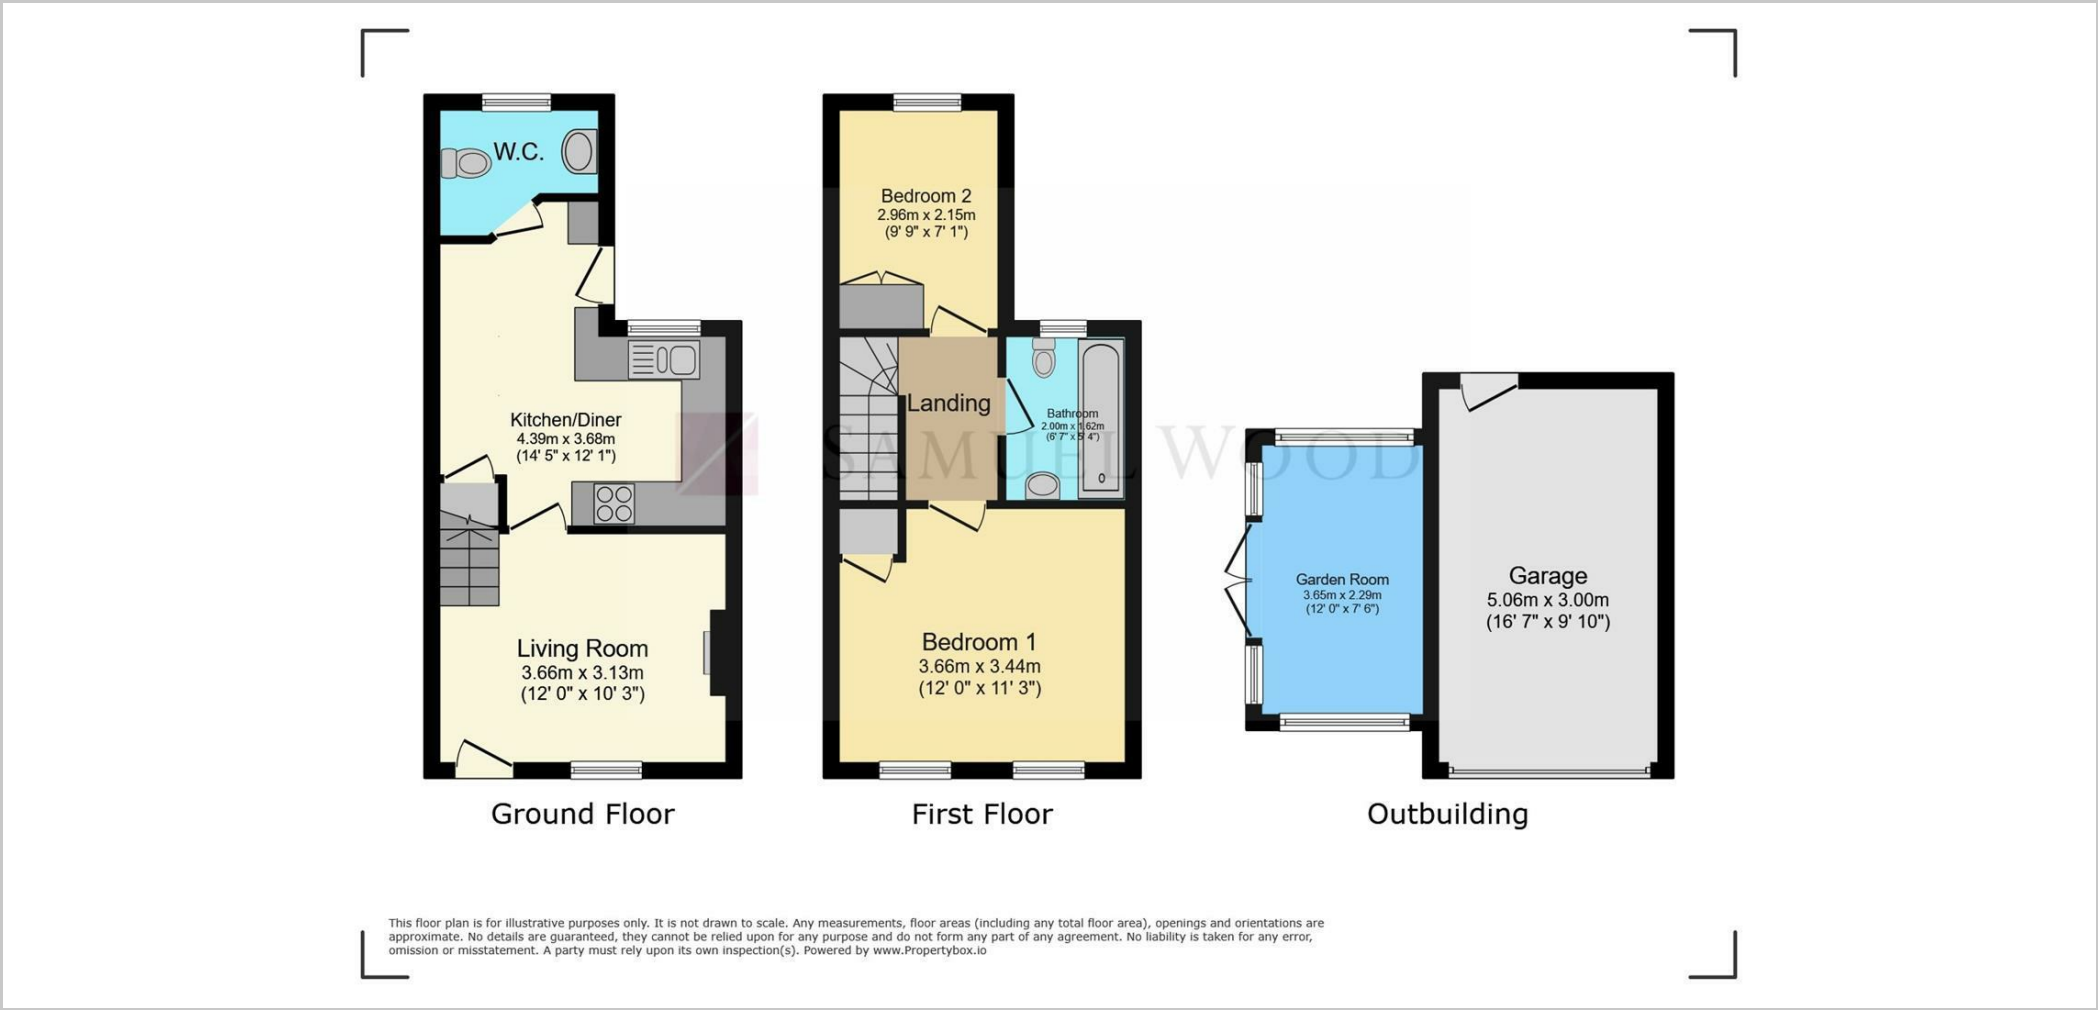 W.C.
Kitchen/Diner
4.39m x 3.68m
(14' 5" x 12' 1")
Living Room
3.66m x 3.13m
(12' 0" x 10' 3")
Ground Floor
Bedroom 2
2.96m x 2.15m
(9' 9" x 7' 1")
Landing
Bathroom
2.00m x 1.62m
(6' 7" x 5' 4")
Bedroom 1
3.66m x 3.44m
(12' 0" x 11' 3")
First Floor
SAMUEL WOOD
Garden Room
3.65m x 2.29m
(12' 0" x 7' 6")
Garage
5.06m x 3.00m
(16' 7" x 9' 10")
Outbuilding
This floor plan is for illustrative purposes only. It is not drawn to scale. Any measurements, floor areas (including any total floor area), openings and orientations are
approximate. No details are guaranteed, they cannot be relied upon for any purpose and do not form any part of any agreement. No liability is taken for any error,
omission or misstatement. A party must rely upon its own inspection(s). Powered by www.Propertybox.io